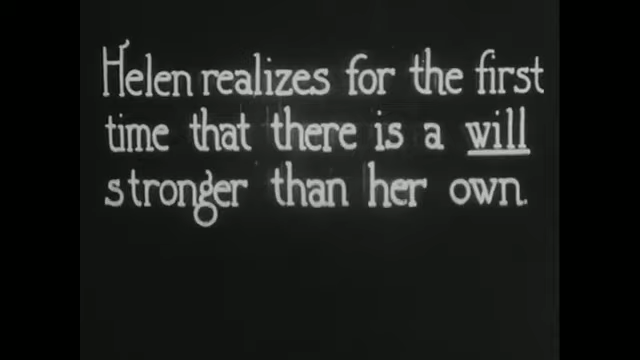 Helen realizes for the first
time that there is a will
stronger than her own.